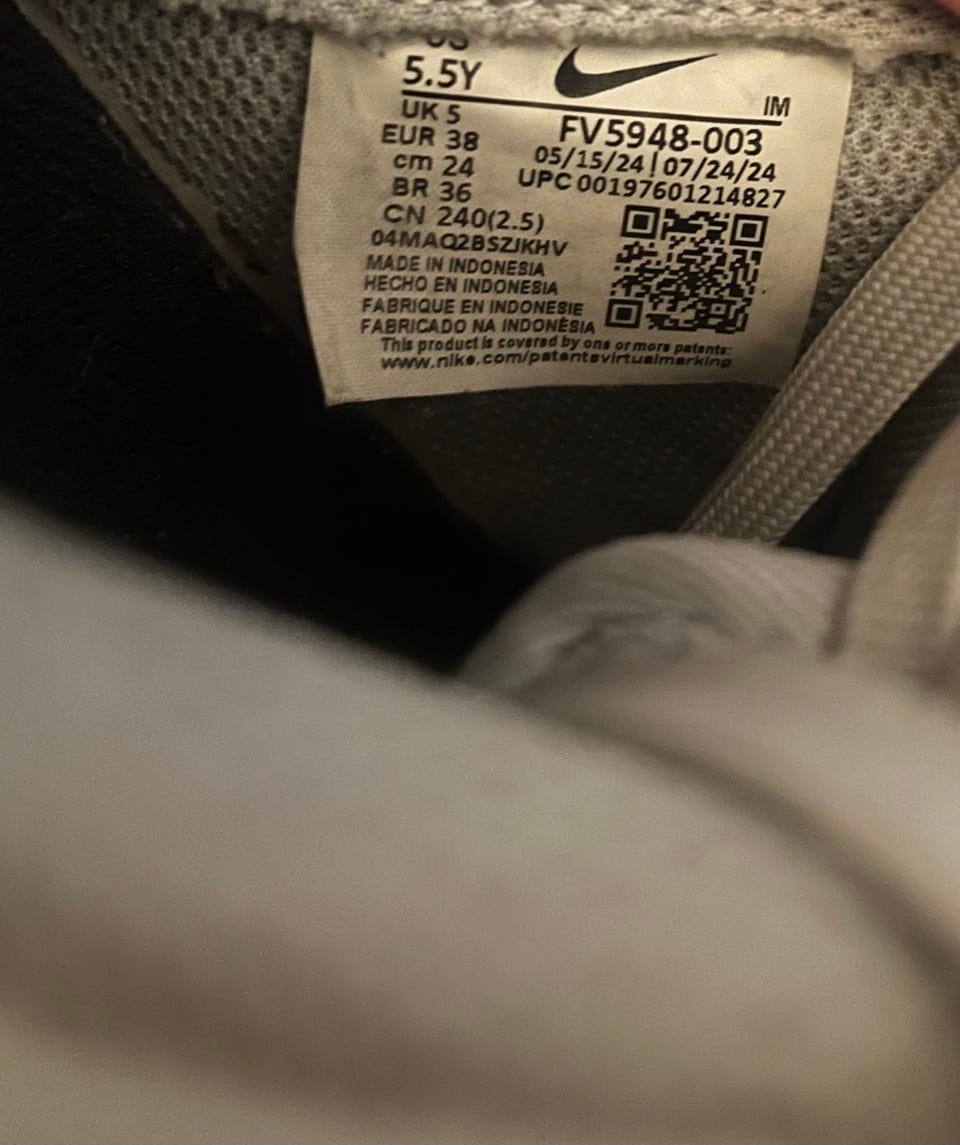 US
5.5Y
IM
UK 5
FV5948-003
EUR 38
05/15/24 | 07/24/24
cm 24
UPC 00197601214827
BR 36
CN 240(2.5)
04MAQ2BSZJKHV
MADE IN INDONESIA
HECHO EN INDONESIA
FABRIQUE EN INDONESIE
FABRICADO NA INDONÉSIA
This product is covered by one or more patents:
www.nike.com/patentsvirtualmarking